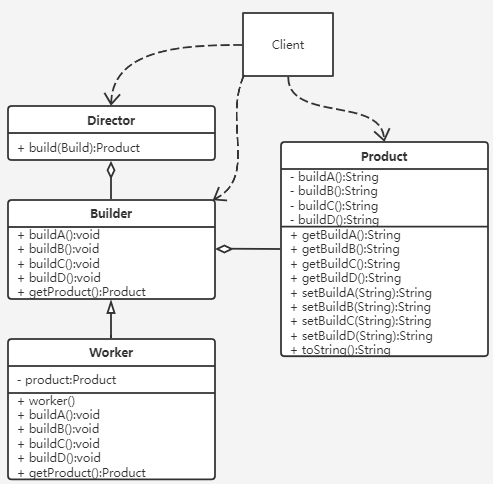 Client
Director
+ build(Build):Product
Builder
+ buildA():void
+ buildB():void
+ buildC():void
+ buildD():void
+ getProduct():Product
Product
- buildA():String
- buildB():String
- buildC():String
- buildD():String
+ getBuildA():String
+ getBuildB():String
+ getBuildC():String
+ getBuildD():String
+ setBuildA(String):String
+ setBuildB(String):String
+ setBuildC(String):String
+ setBuildD(String):String
+ toString():String
Worker
- product:Product
+ worker()
+ buildA():void
+ buildB():void
+ buildC():void
+ buildD():void
+ getProduct():Product